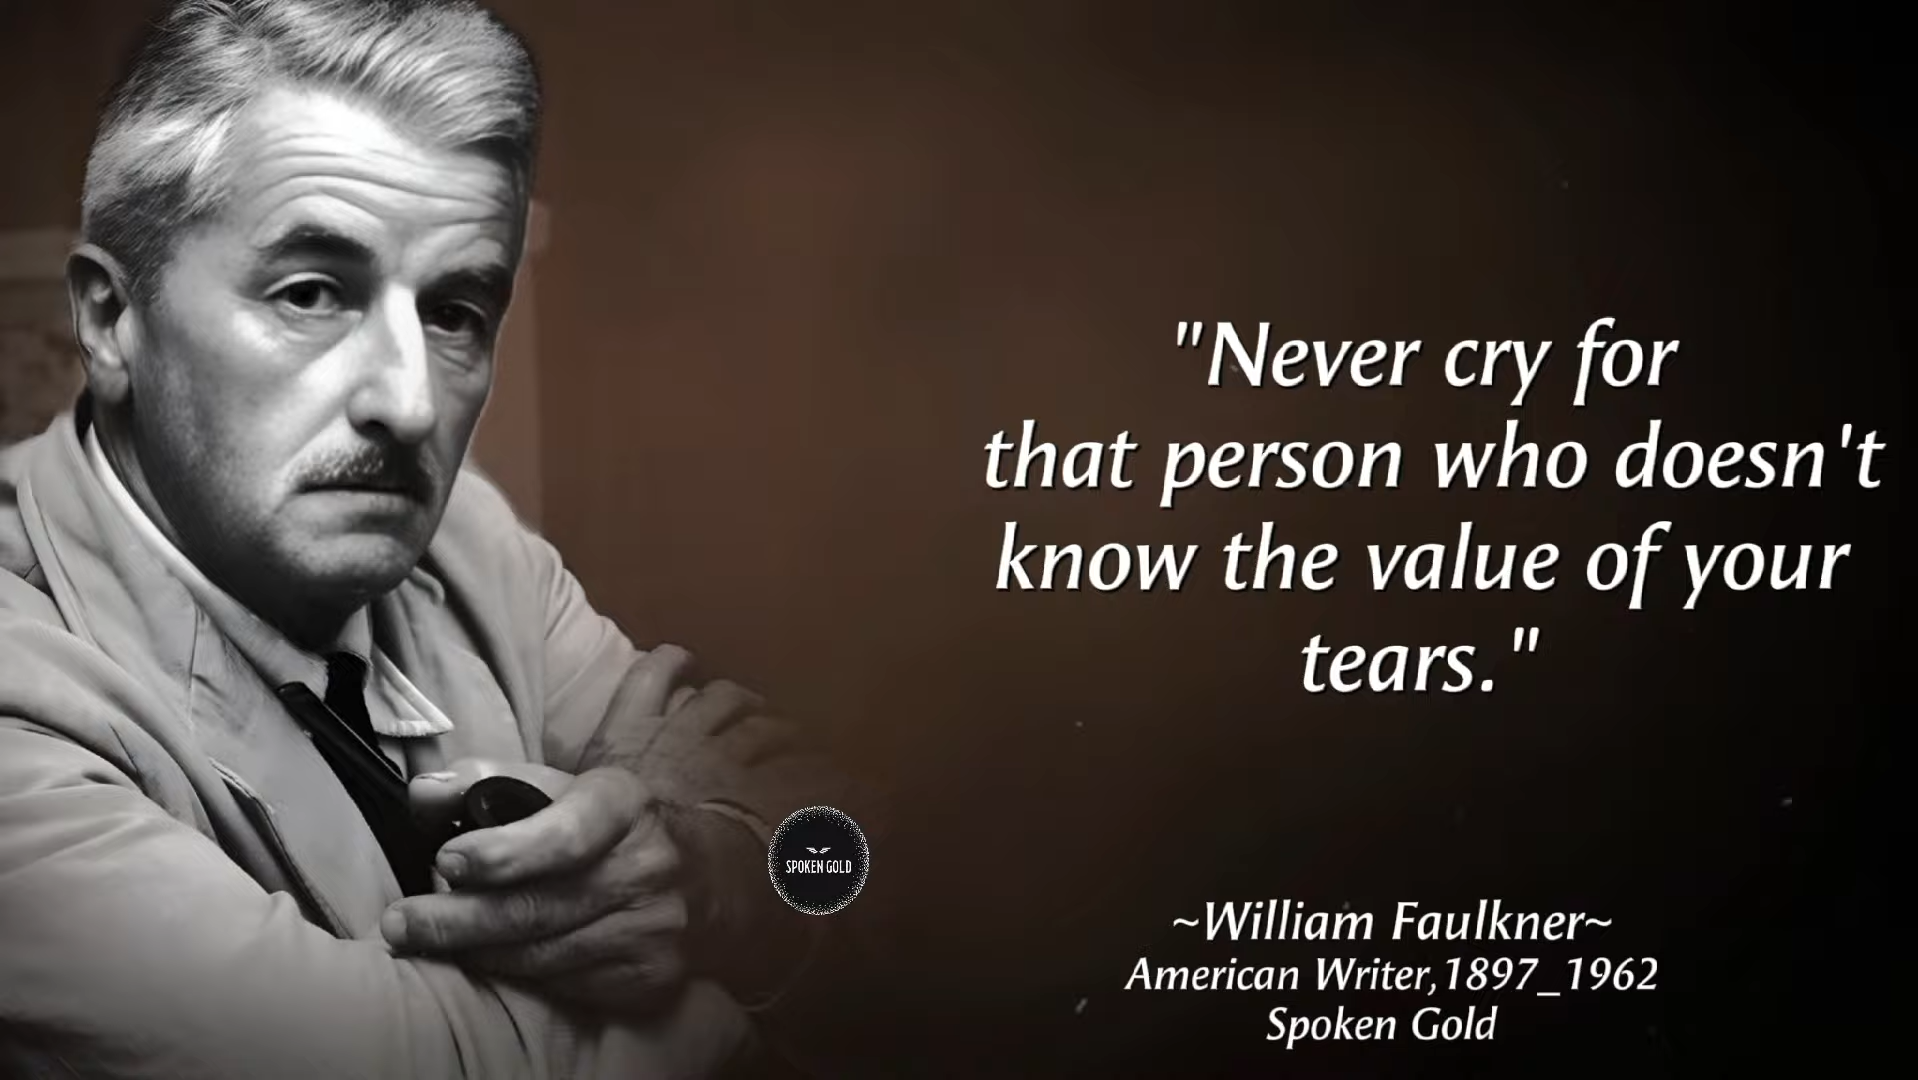 "Never cry for
that person who doesn't
know the value of your
tears."
SPOKEN GOLD
~William Faulkner~
American Writer,1897_1962
Spoken Gold